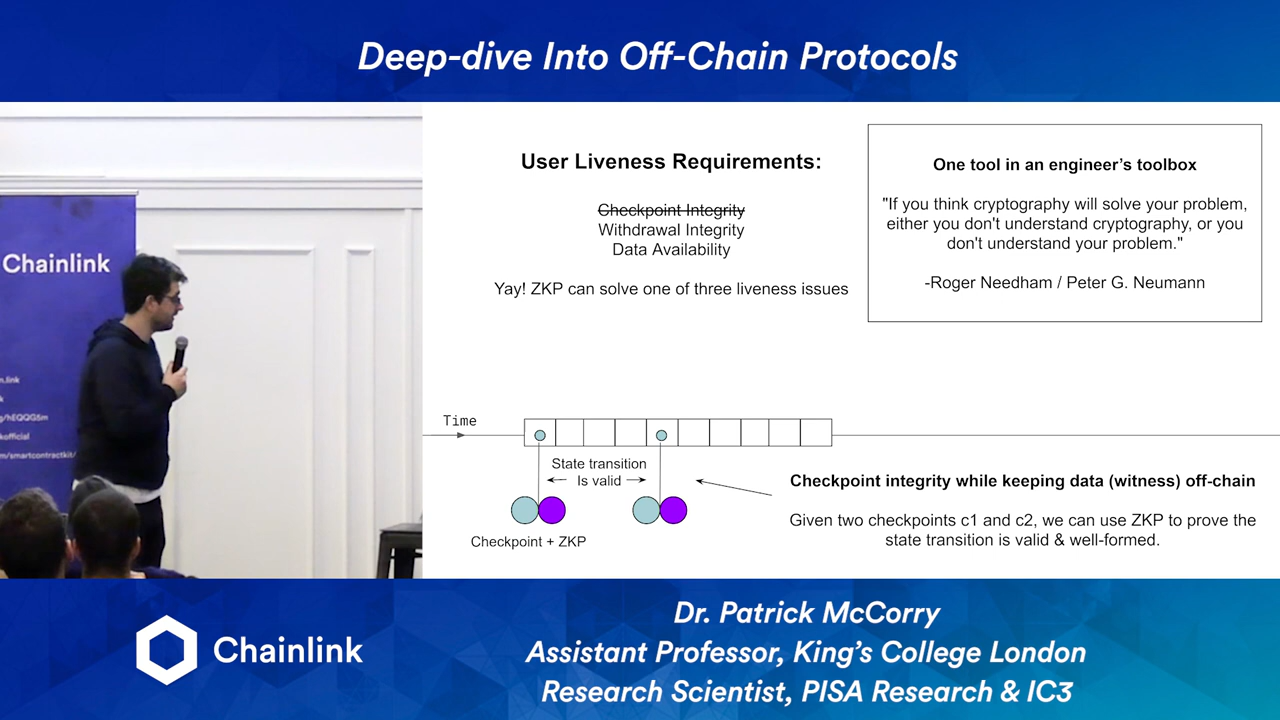 Deep-dive Into Off-Chain Protocols
Chainlink
n.link
k
g/hEQGG5m
kofficial
m/smartcontractkit/
User Liveness Requirements:
Checkpoint Integrity
Withdrawal Integrity
Data Availability
Yay! ZKP can solve one of three liveness issues
One tool in an engineer’s toolbox
"If you think cryptography will solve your problem,
either you don't understand cryptography, or you
don't understand your problem."
-Roger Needham / Peter G. Neumann
Time
State transition
Is valid
Checkpoint + ZKP
Checkpoint integrity while keeping data (witness) off-chain
Given two checkpoints c1 and c2, we can use ZKP to prove the
state transition is valid & well-formed.
Chainlink
Dr. Patrick McCorry
Assistant Professor, King’s College London
Research Scientist, PISA Research & IC3